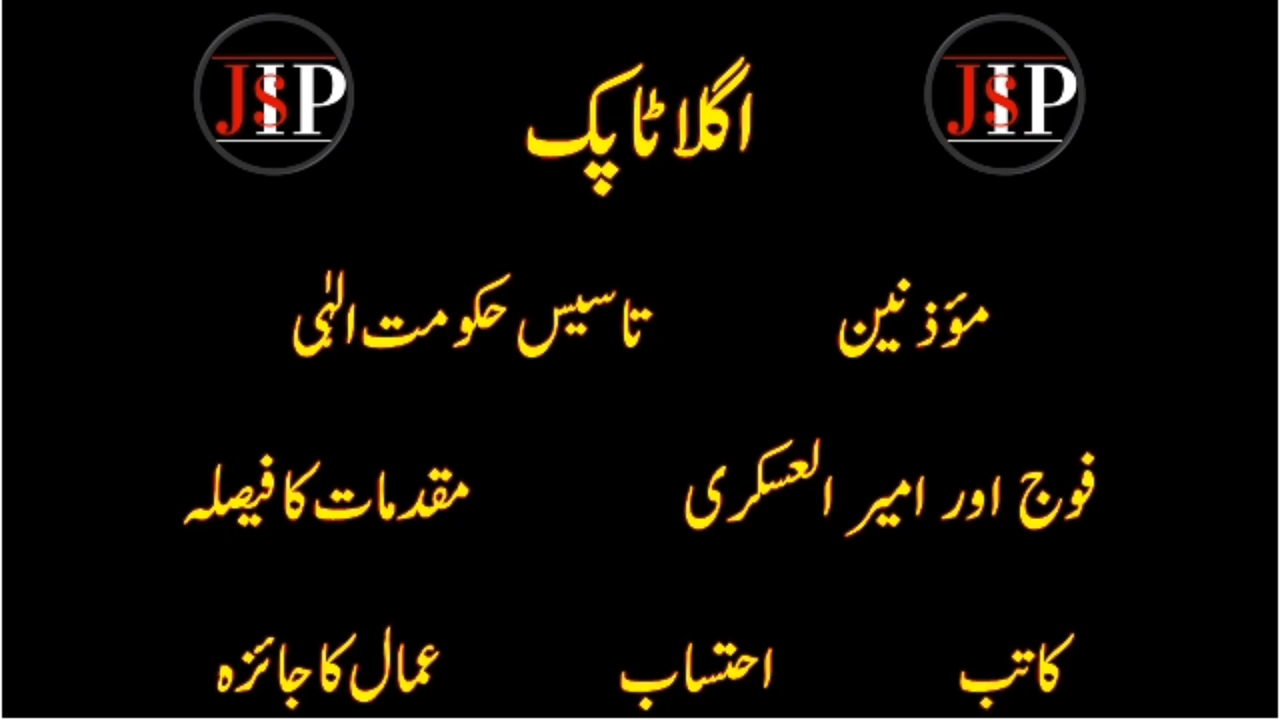 JSIP اگلا ٹاپک JSIP
مؤذنین تاسیس حکومت الٰہی
فوج اور امیر العسکری مقدمات کا فیصلہ
کاتب احتساب عمال کا جائزہ